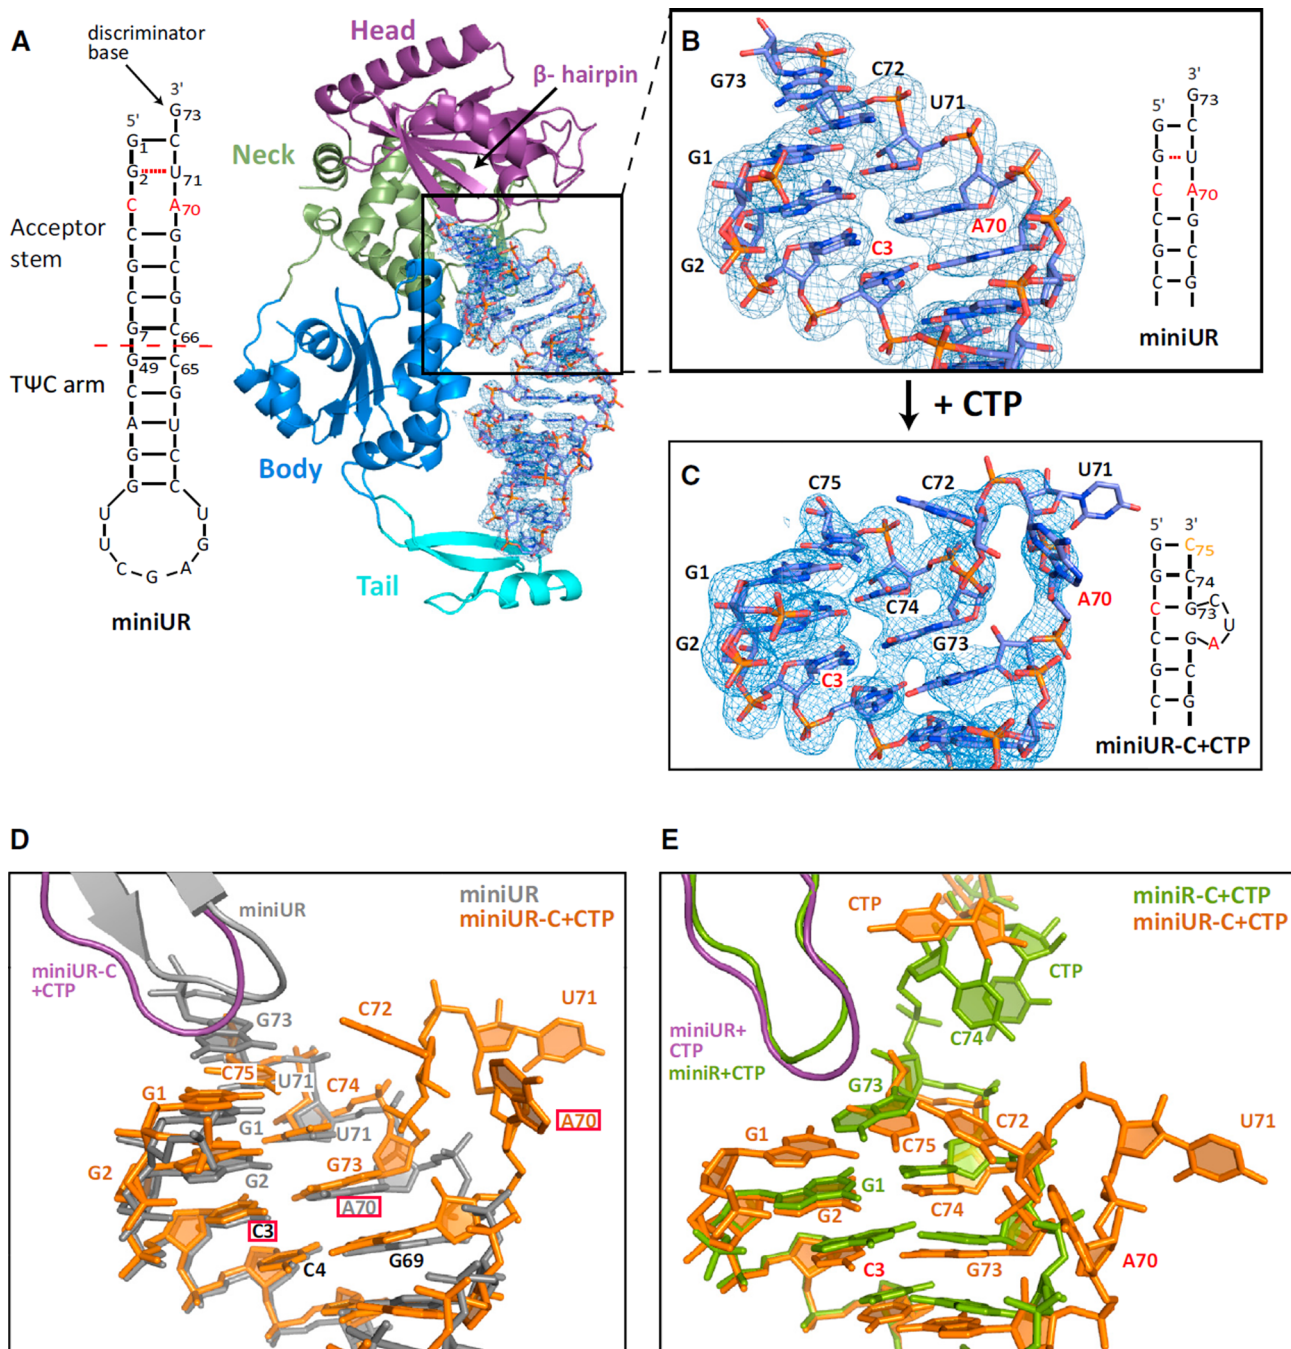 A
discriminator
base
3'
G73
5'
G1 C
G2 U71
C A70
C G
G C
C G
G7 C66
G49 C65
C G
A U
G C
G C
U U
U G
C G A
Acceptor
stem
TΨC arm
miniUR
Head
β- hairpin
Neck
Body
Tail
B
G73
C72
U71
G1
A70
C3
G2
3'
G73
5'
G C
G U
C A70
C G
G C
C G
miniUR
+ CTP
C
C75
C72
U71
G1
C74
A70
G2
G73
C3
5' 3'
G C75
G C74
C G73 C
U
C G A
G C
C G
miniUR-C+CTP
D
miniUR
miniUR-C+CTP
miniUR
miniUR-C
+CTP
G73
C72
U71
C75
U71
C74
G1
G1
U71
A70
G2
G2
G73
A70
C3
C4
G69
E
miniR-C+CTP
miniUR-C+CTP
CTP
CTP
miniUR+
CTP
miniR+CTP
C74
G73
C72
U71
G1
C75
G1
G2
C74
C3
G73
A70